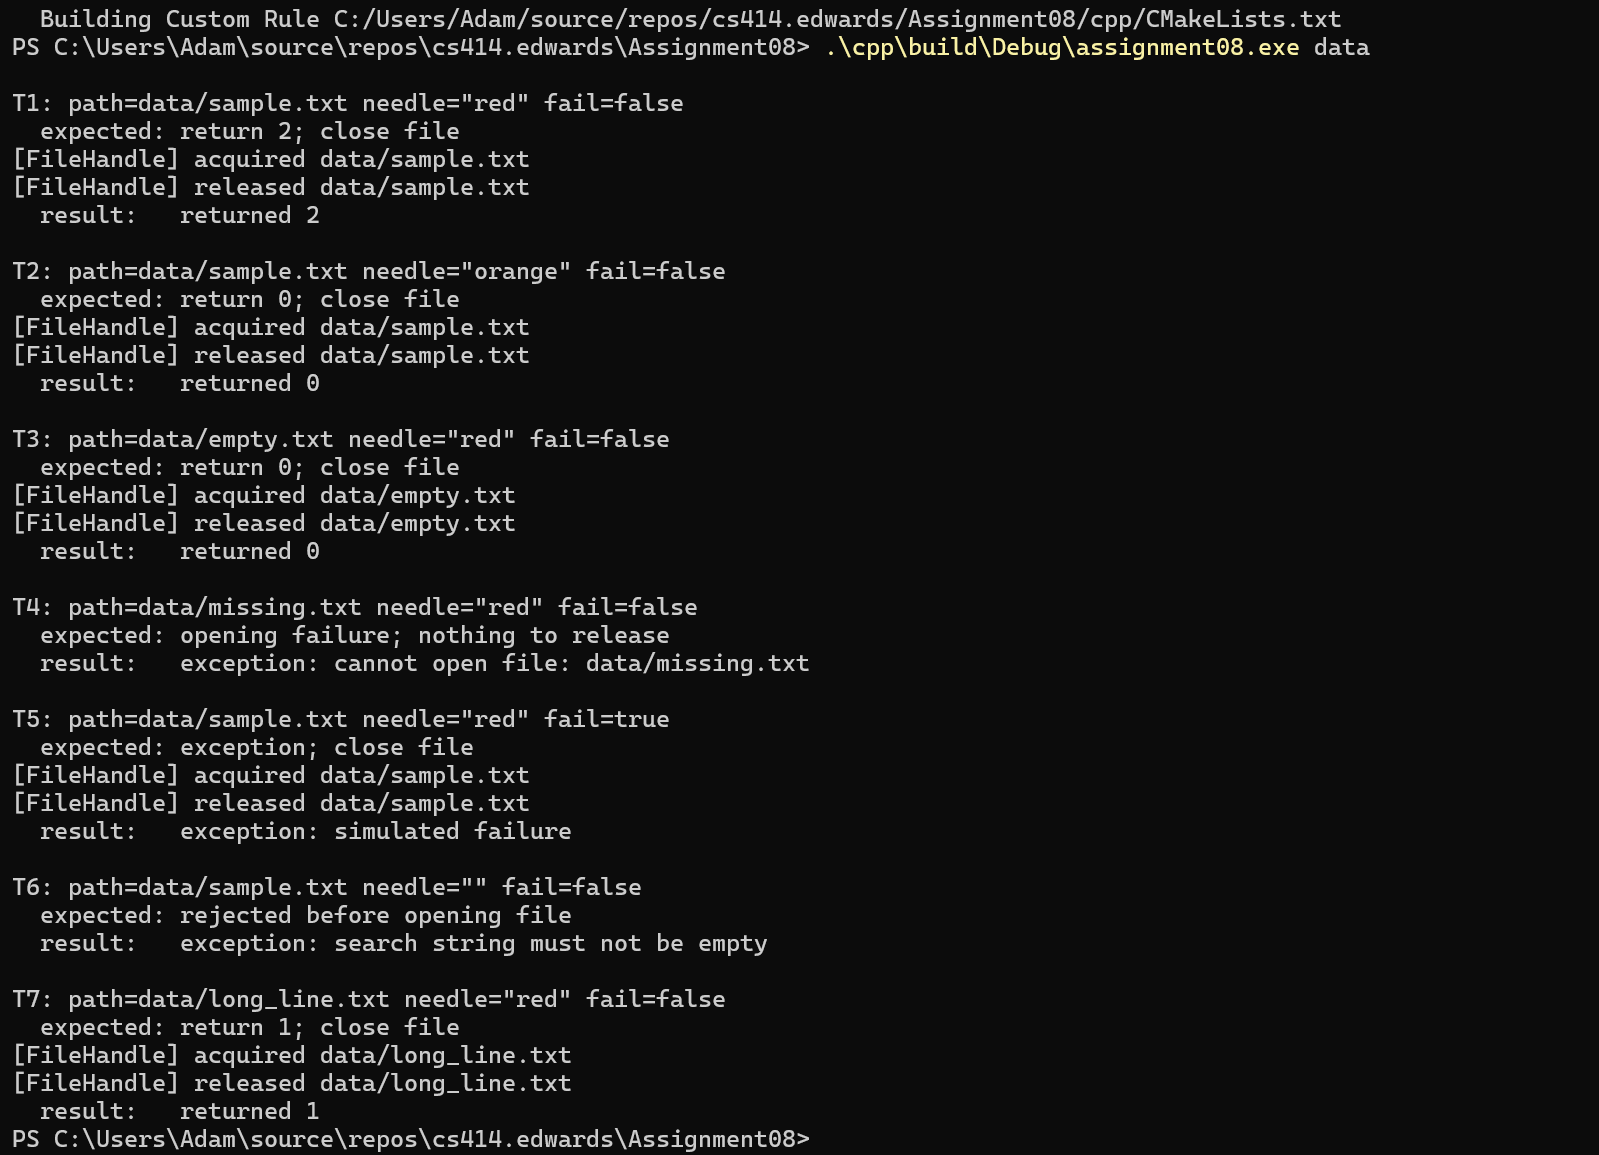 Building Custom Rule C:/Users/Adam/source/repos/cs414.edwards/Assignment08/cpp/CMakeLists.txt
PS C:\Users\Adam\source\repos\cs414.edwards\Assignment08> .\cpp\build\Debug\assignment08.exe data
T1: path=data/sample.txt needle="red" fail=false
expected: return 2; close file
[FileHandle] acquired data/sample.txt
[FileHandle] released data/sample.txt
result:   returned 2
T2: path=data/sample.txt needle="orange" fail=false
expected: return 0; close file
[FileHandle] acquired data/sample.txt
[FileHandle] released data/sample.txt
result:   returned 0
T3: path=data/empty.txt needle="red" fail=false
expected: return 0; close file
[FileHandle] acquired data/empty.txt
[FileHandle] released data/empty.txt
result:   returned 0
T4: path=data/missing.txt needle="red" fail=false
expected: opening failure; nothing to release
result:   exception: cannot open file: data/missing.txt
T5: path=data/sample.txt needle="red" fail=true
expected: exception; close file
[FileHandle] acquired data/sample.txt
[FileHandle] released data/sample.txt
result:   exception: simulated failure
T6: path=data/sample.txt needle="" fail=false
expected: rejected before opening file
result:   exception: search string must not be empty
T7: path=data/long_line.txt needle="red" fail=false
expected: return 1; close file
[FileHandle] acquired data/long_line.txt
[FileHandle] released data/long_line.txt
result:   returned 1
PS C:\Users\Adam\source\repos\cs414.edwards\Assignment08>